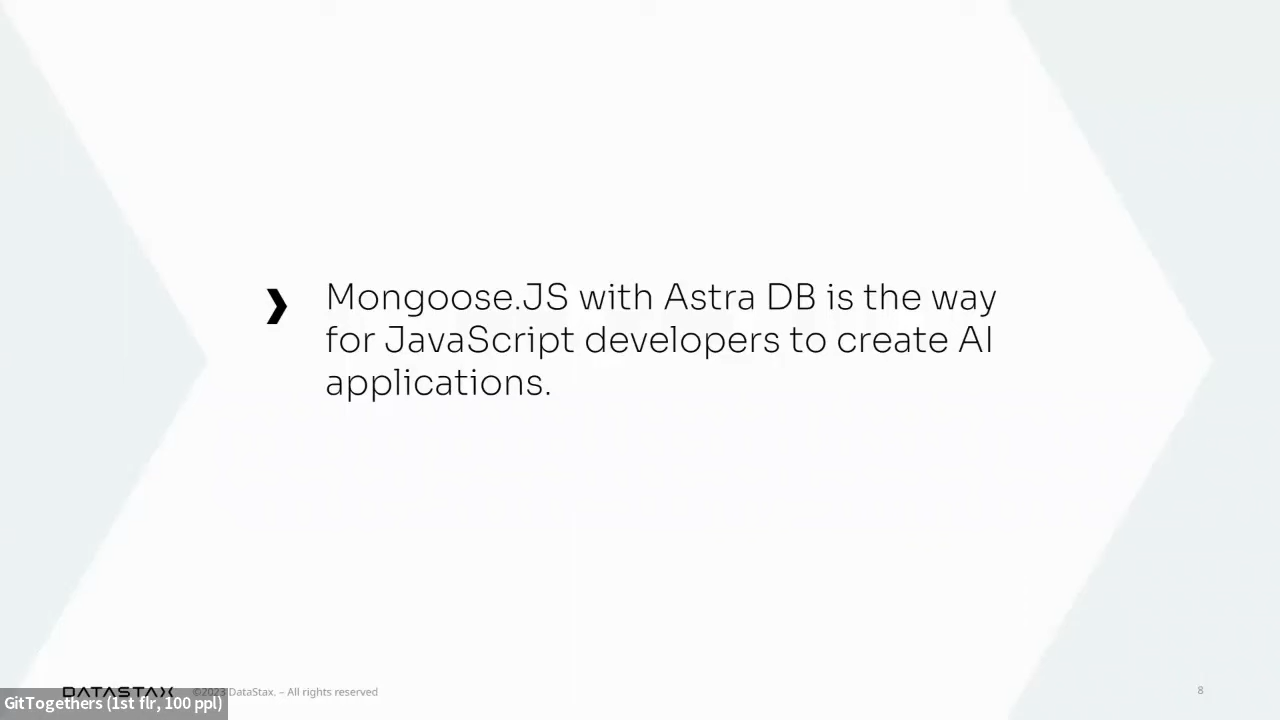 Mongoose.JS with Astra DB is the way
for JavaScript developers to create AI
applications.
DATASTAX ©2023 DataStax. – All rights reserved
8
GitTogethers (1st flr, 100 ppl)